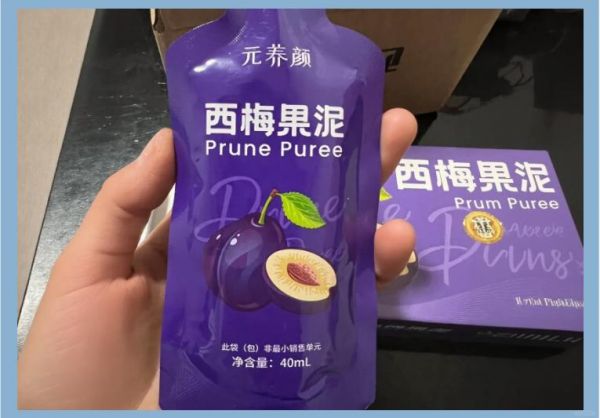 元养颜
西梅果泥
Prune Puree
此袋（包）非最小销售单元
净含量：40mL
西梅果泥
Prum Puree